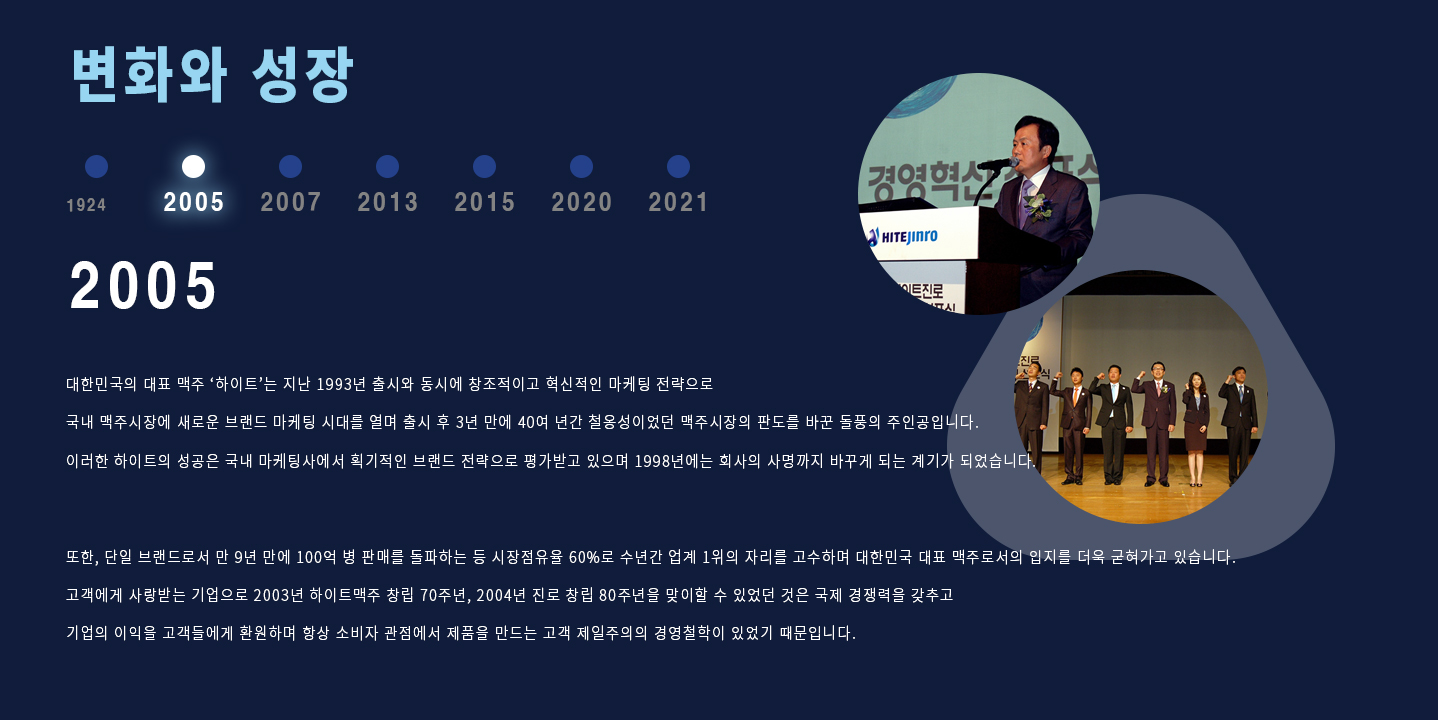 변화와 성장
1924 2005 2007 2013 2015 2020 2021
2005
경영혁신
HITEJINRO
이트진로
대한민국의 대표 맥주 ‘하이트’는 지난 1993년 출시와 동시에 창조적이고 혁신적인 마케팅 전략으로
국내 맥주시장에 새로운 브랜드 마케팅 시대를 열며 출시 후 3년 만에 40여 년간 철옹성이었던 맥주시장의 판도를 바꾼 돌풍의 주인공입니다.
이러한 하이트의 성공은 국내 마케팅사에서 획기적인 브랜드 전략으로 평가받고 있으며 1998년에는 회사의 사명까지 바꾸게 되는 계기가 되었습니다.
또한, 단일 브랜드로서 만 9년 만에 100억 병 판매를 돌파하는 등 시장점유율 60%로 수년간 업계 1위의 자리를 고수하며 대한민국 대표 맥주로서의 입지를 더욱 굳혀가고 있습니다.
고객에게 사랑받는 기업으로 2003년 하이트맥주 창립 70주년, 2004년 진로 창립 80주년을 맞이할 수 있었던 것은 국제 경쟁력을 갖추고
기업의 이익을 고객들에게 환원하며 항상 소비자 관점에서 제품을 만드는 고객 제일주의의 경영철학이 있었기 때문입니다.